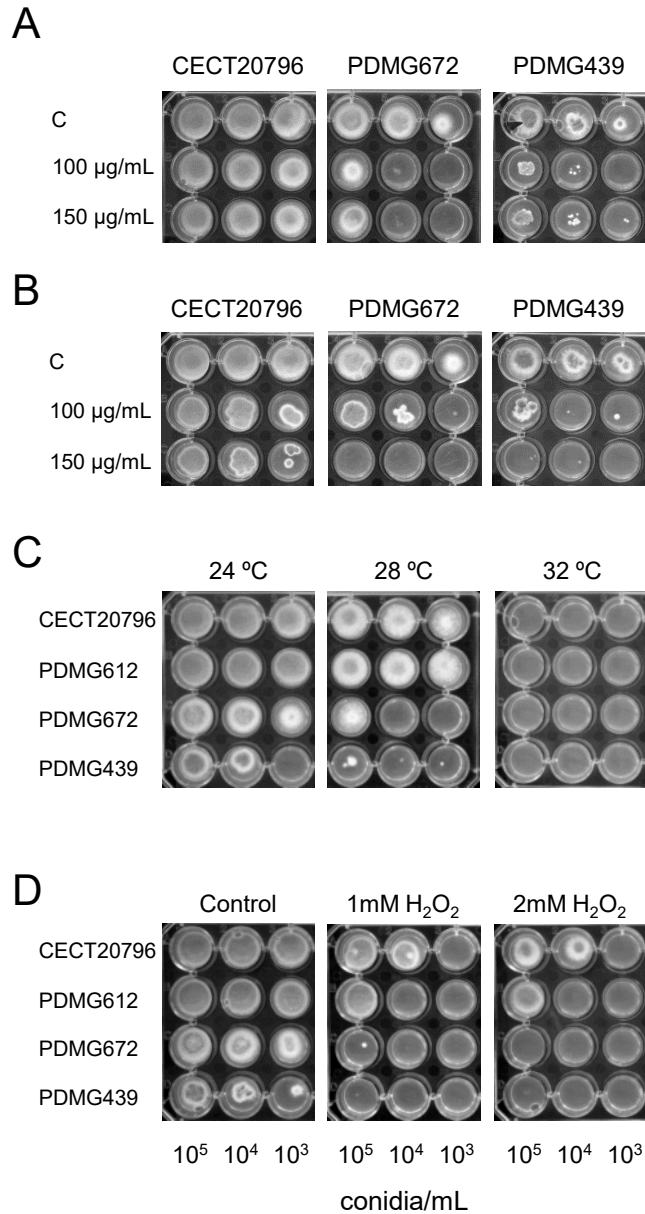 A
CECT20796 PDMG672 PDMG439
C
100 µg/mL
150 µg/mL
B
CECT20796 PDMG672 PDMG439
C
100 µg/mL
150 µg/mL
C
24 ºC 28 ºC 32 ºC
CECT20796
PDMG612
PDMG672
PDMG439
D
Control 1mM H₂O₂ 2mM H₂O₂
CECT20796
PDMG612
PDMG672
PDMG439
10⁵ 10⁴ 10³ 10⁵ 10⁴ 10³ 10⁵ 10⁴ 10³
conidia/mL